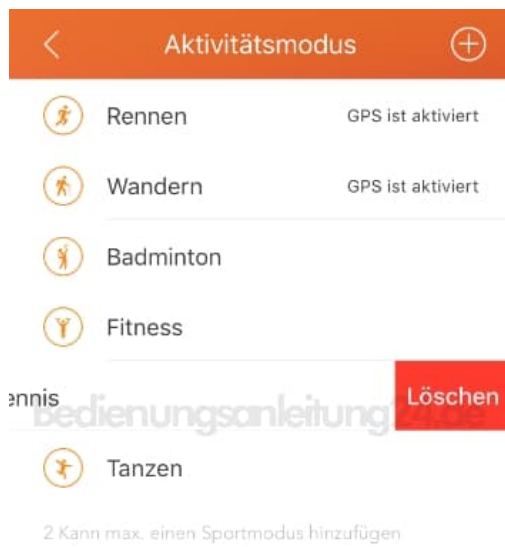 Aktivitätsmodus
Rennen GPS ist aktiviert
Wandern GPS ist aktiviert
Badminton
Fitness
ennis Löschen
Bedienungsanleitung24.de
Tanzen
2 Kann max. einen Sportmodus hinzufügen